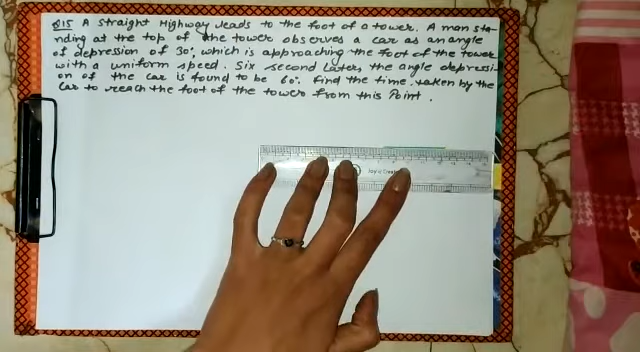 Q15 A straight Highway leads to the foot of a tower. A man sta-
nding at the top of the tower observes a car as an angle
of depression of 30°, which is approaching the foot of the tower
with a uniform speed. Six second later, the angle depressi-
on of the car is found to be 60°. find the time. taken by the
Car to reach the foot of the tower from this Point.